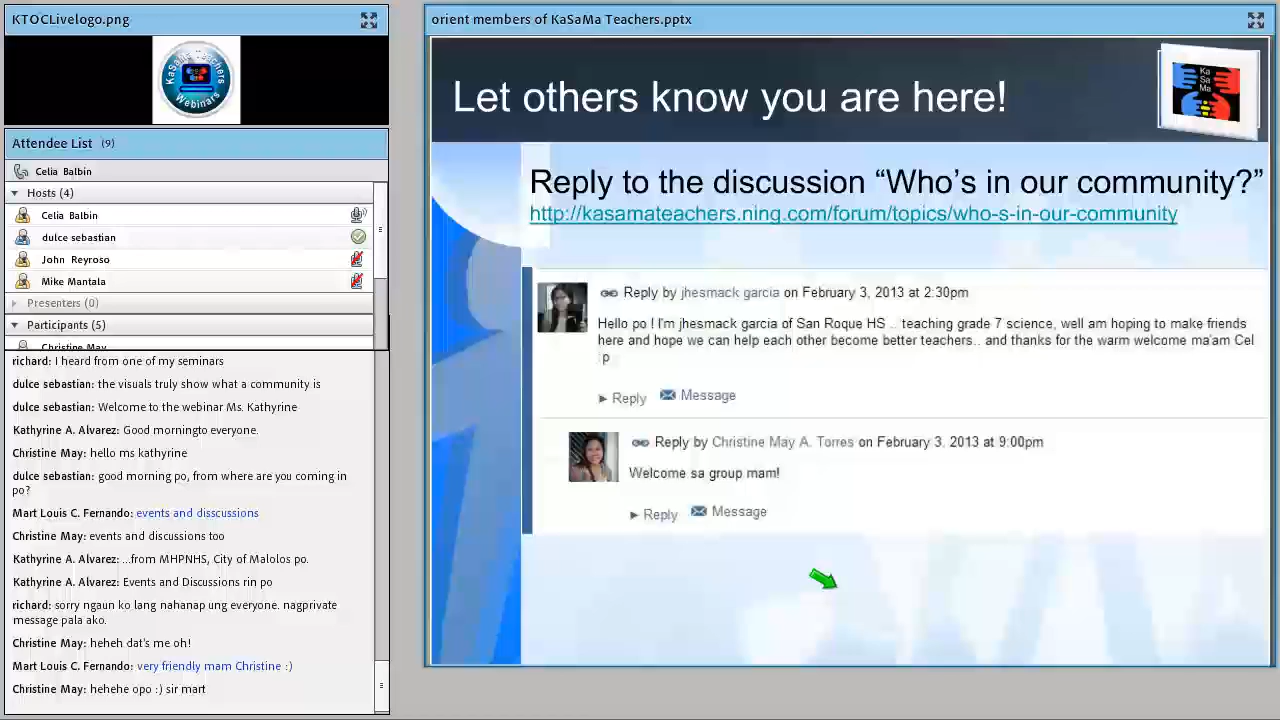 KTOCLivelogo.png
KaSaMa Teachers
Webinars
Attendee List (9)
Celia Balbin
Hosts (4)
Celia Balbin
dulce sebastian
John Reyroso
Mike Mantala
Presenters (0)
Participants (5)
Christine May
richard: I heard from one of my seminars
dulce sebastian: the visuals truly show what a community is
dulce sebastian: Welcome to the webinar Ms. Kathyrine
Kathyrine A. Alvarez: Good morningto everyone.
Christine May: hello ms kathyrine
dulce sebastian: good morning po, from where are you coming in
po?
Mart Louis C. Fernando: events and disscussions
Christine May: events and discussions too
Kathyrine A. Alvarez: ...from MHPNHS, City of Malolos po.
Kathyrine A. Alvarez: Events and Discussions rin po
richard: sorry ngaun ko lang nahanap ung everyone. nagprivate
message pala ako.
Christine May: heheh dat's me oh!
Mart Louis C. Fernando: very friendly mam Christine :)
Christine May: hehehe opo :) sir mart
orient members of KaSaMa Teachers.pptx
Let others know you are here!
Ka
Sa
Ma
Reply to the discussion “Who’s in our community?”
http://kasamateachers.ning.com/forum/topics/who-s-in-our-community
Reply by jhesmack garcia on February 3, 2013 at 2:30pm
Hello po ! I'm jhesmack garcia of San Roque HS .. teaching grade 7 science, well am hoping to make friends
here and hope we can help each other become better teachers.. and thanks for the warm welcome ma'am Cel
:p
Reply Message
Reply by Christine May A. Torres on February 3, 2013 at 9:00pm
Welcome sa group mam!
Reply Message